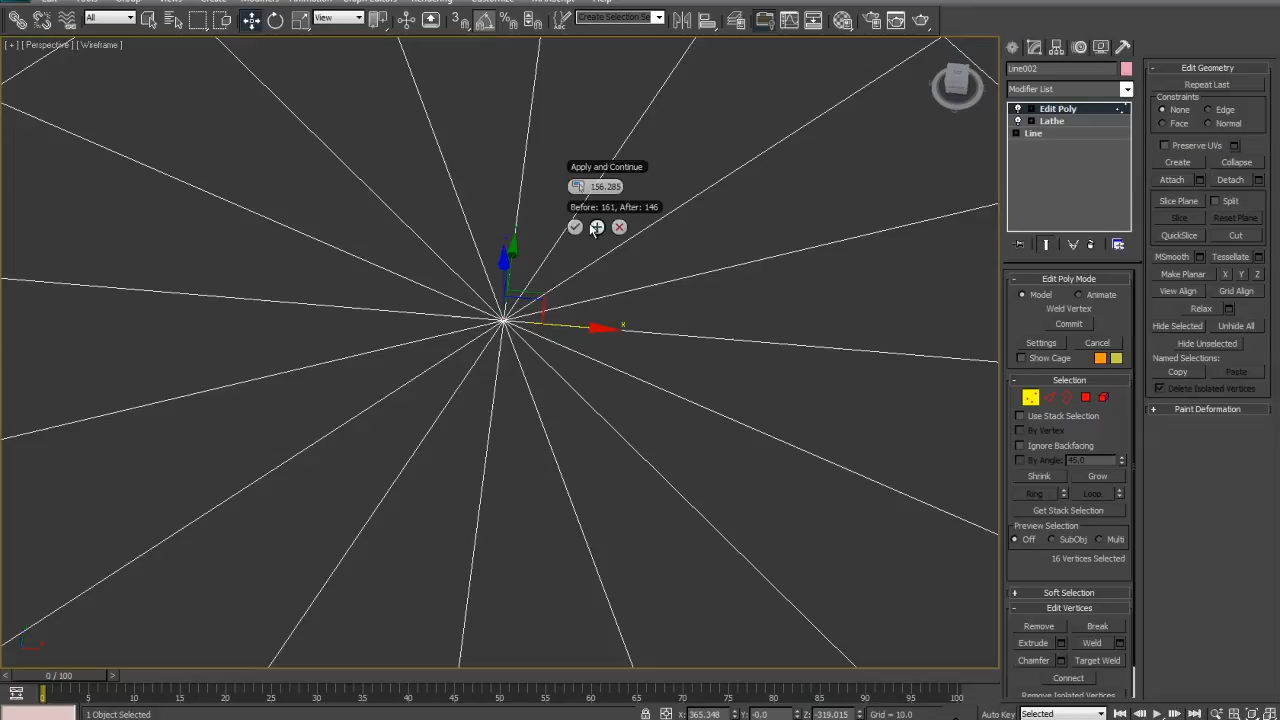 All
View
3
Create Selection Se
[ + ] [ Perspective ] [ Wireframe ]
Apply and Continue
156.285
Before: 161, After: 146
x
Line002
Modifier List
Edit Poly
Lathe
Line
Edit Poly Mode
Model
Animate
Weld Vertex
Commit
Settings
Cancel
Show Cage
Selection
Use Stack Selection
By Vertex
Ignore Backfacing
By Angle:
45.0
Shrink
Grow
Ring
Loop
Get Stack Selection
Preview Selection
Off
SubObj
Multi
16 Vertices Selected
Soft Selection
Edit Vertices
Remove
Break
Extrude
Weld
Chamfer
Target Weld
Connect
Remove Isolated Vertices
Edit Geometry
Repeat Last
Constraints
None
Edge
Face
Normal
Preserve UVs
Create
Collapse
Attach
Detach
Slice Plane
Split
Slice
Reset Plane
QuickSlice
Cut
MSmooth
Tessellate
Make Planar
X
Y
Z
View Align
Grid Align
Relax
Hide Selected
Unhide All
Hide Unselected
Named Selections:
Copy
Paste
Delete Isolated Vertices
Paint Deformation
0 / 100
0 5 10 15 20 25 30 35 40 45 50 55 60 65 70 75 80 85 90 95 100
1 Object Selected
X: 365.348
Y: -0.0
Z: -319.015
Grid = 10.0
Auto Key
Selected